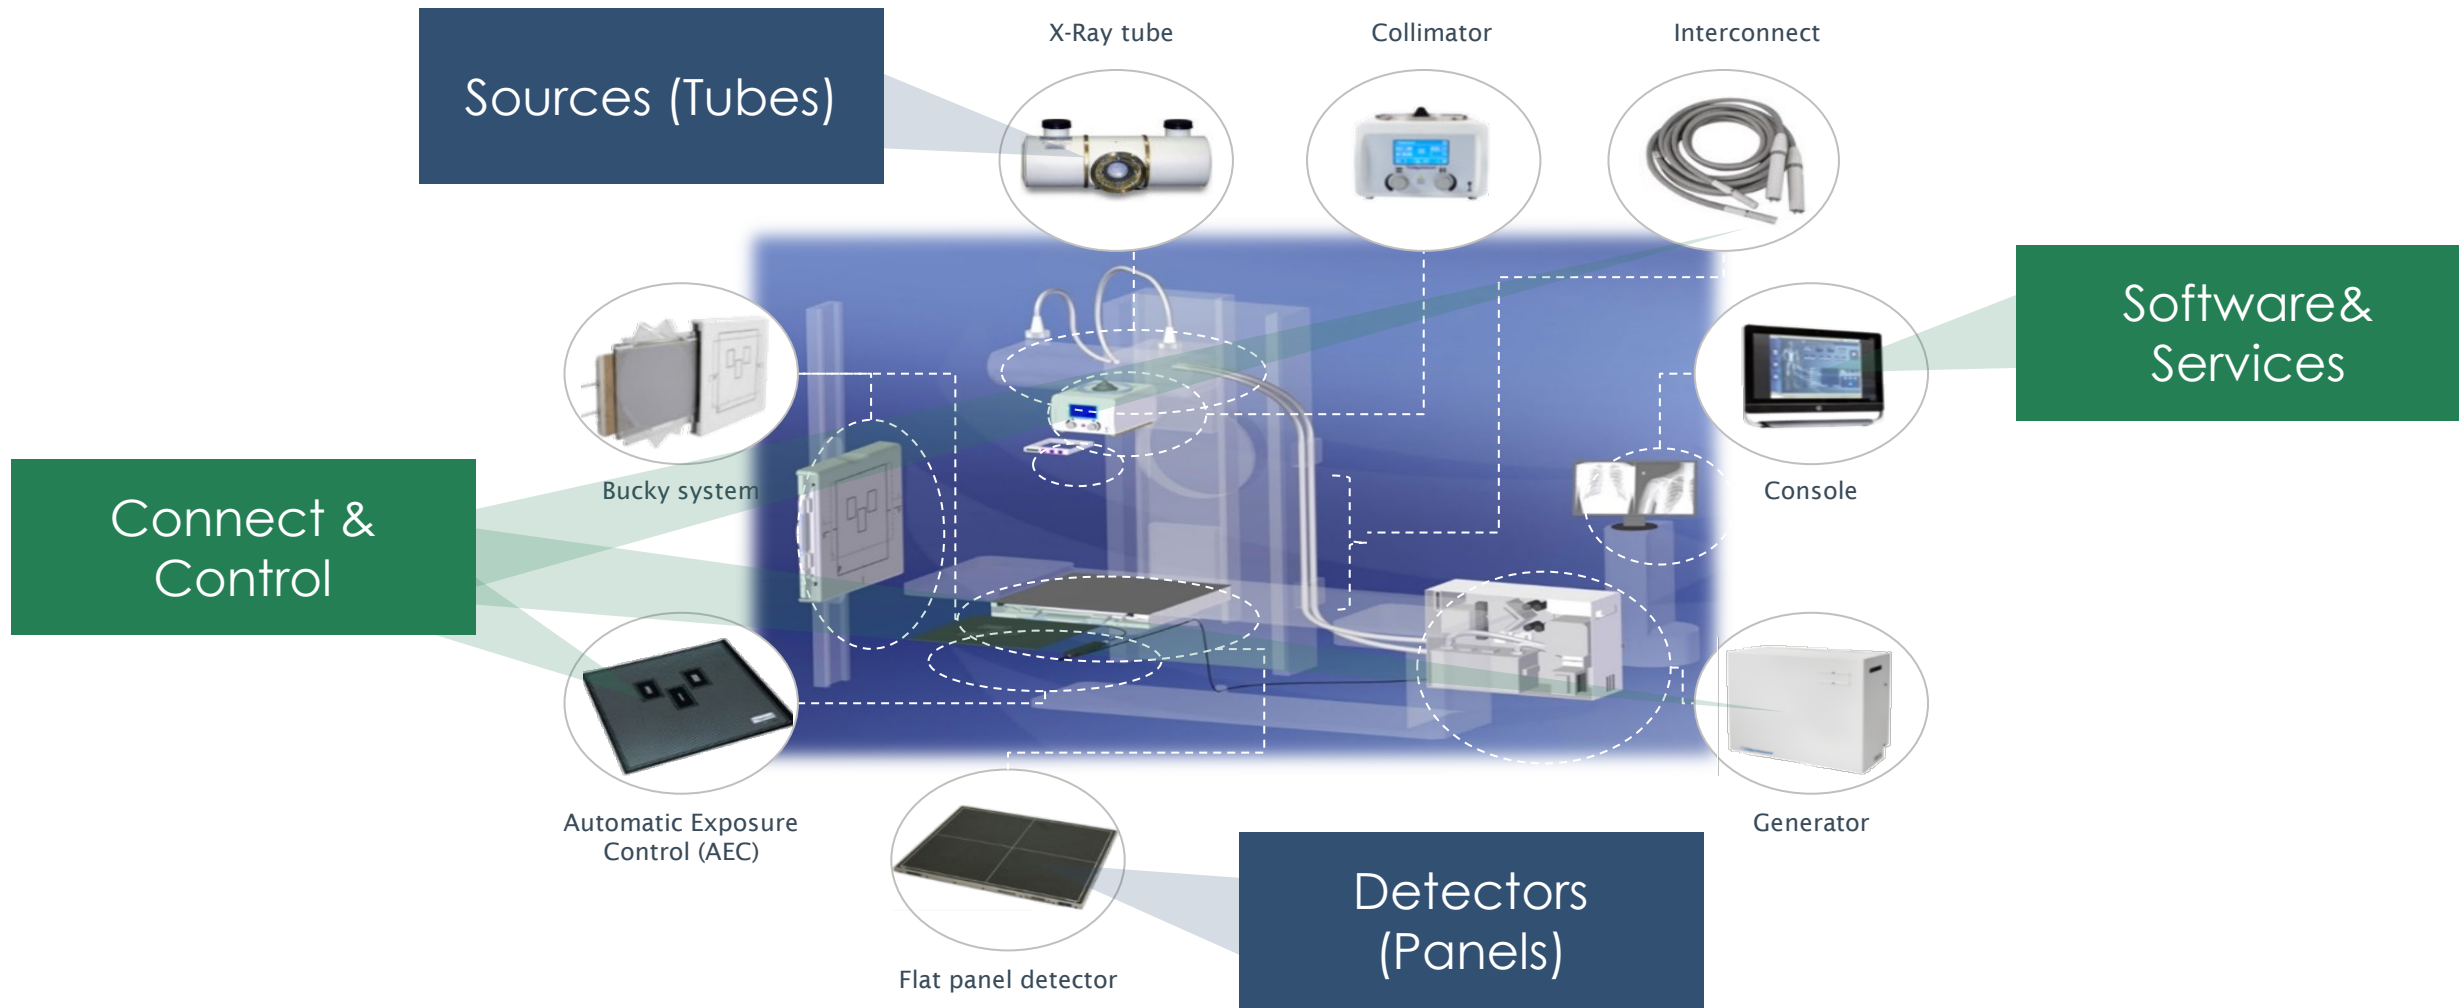 X-Ray tube
Collimator
Interconnect
Sources (Tubes)
Software&
Services
Bucky system
Console
Connect &
Control
Automatic Exposure
Control (AEC)
Generator
Detectors
(Panels)
Flat panel detector